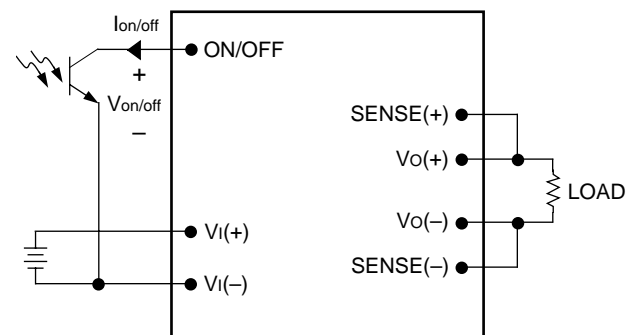 Ion/off
ON/OFF
+
Von/off
–
SENSE(+)
VO(+)
LOAD
VO(–)
SENSE(–)
VI(+)
VI(–)